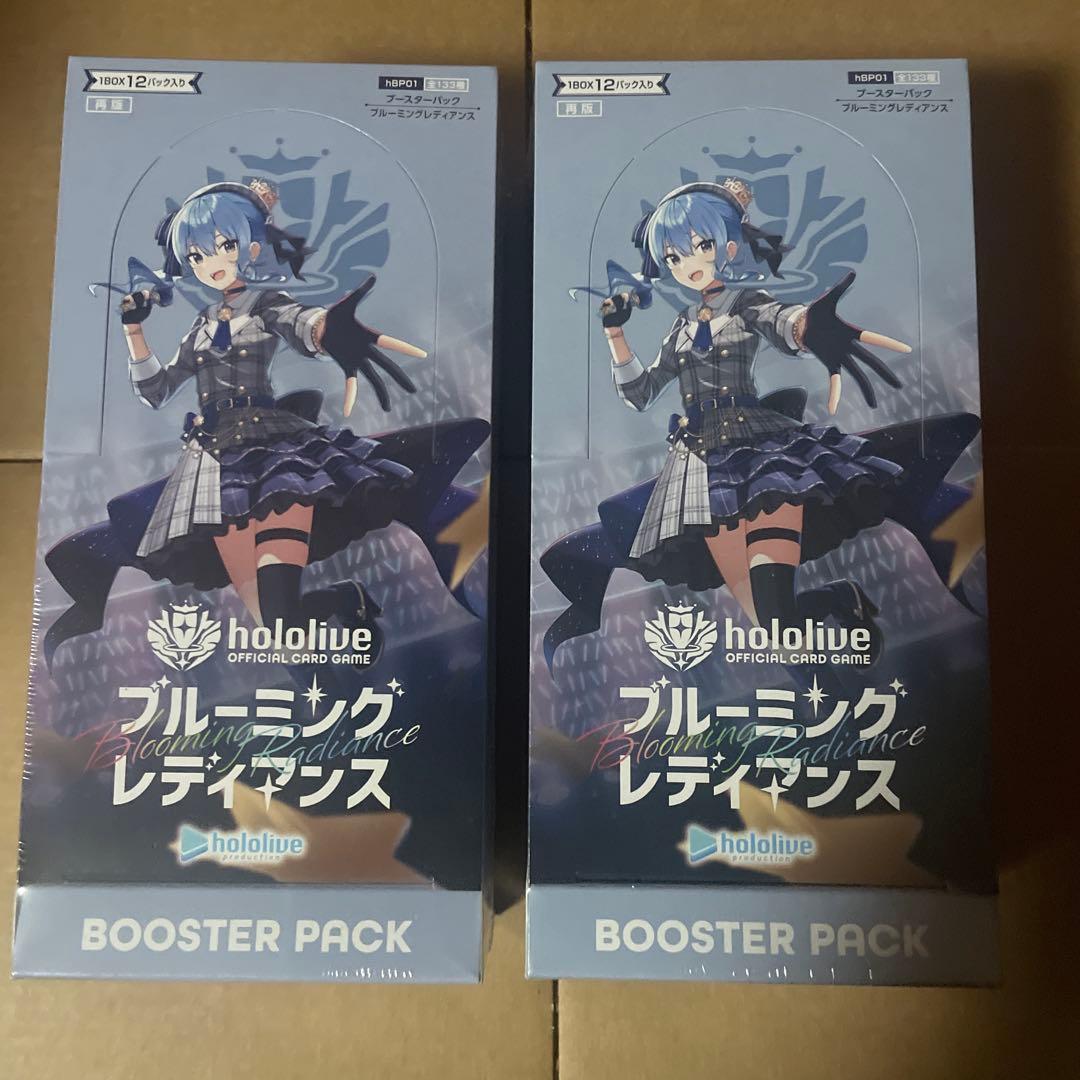 1BOX12パック入り
再版
hBP01 全133種
ブースターパック
ブルーミングレディアンス
hololive
OFFICIAL CARD GAME
ブルーミング
Blooming Radiance
レディアンス
hololive
production
BOOSTER PACK
1BOX12パック入り
再版
hBP01 全133種
ブースターパック
ブルーミングレディアンス
hololive
OFFICIAL CARD GAME
ブルーミング
Blooming Radiance
レディアンス
hololive
production
BOOSTER PACK